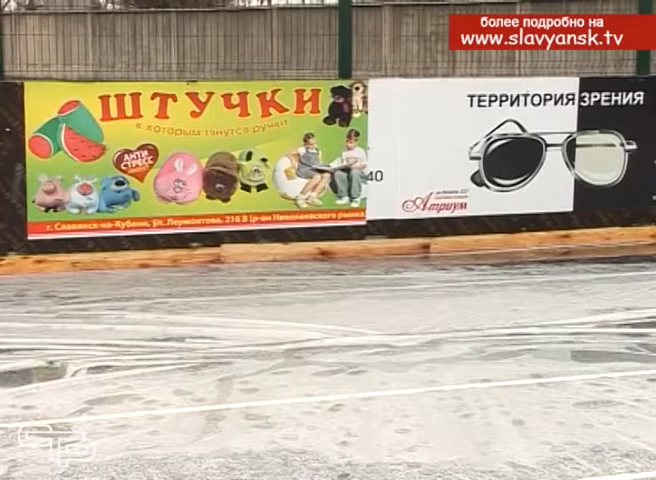 более подробно на
www.slavyansk.tv
ШТУЧКИ
к которым тянутся ручки
АНТИ
СТРЕСС
г. Славянск-на-Кубани, ул. Лермонтова, 216 В (р-он Николаевского рынка)
ТЕРРИТОРИЯ ЗРЕНИЯ
40
Атриум